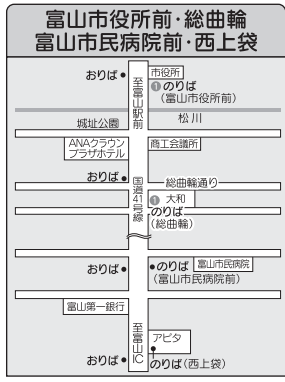 富山市役所前・総曲輪
富山市民病院前・西上袋
おりば
至富山駅前
市役所
①のりば
(富山市役所前)
城址公園
松川
ANAクラウン
プラザホテル
商工会議所
おりば
国道41号線
総曲輪通り
①大和
のりば
(総曲輪)
おりば
のりば
富山市民病院
(富山市民病院前)
富山第一銀行
至富山IC
アピタ
おりば
のりば(西上袋)